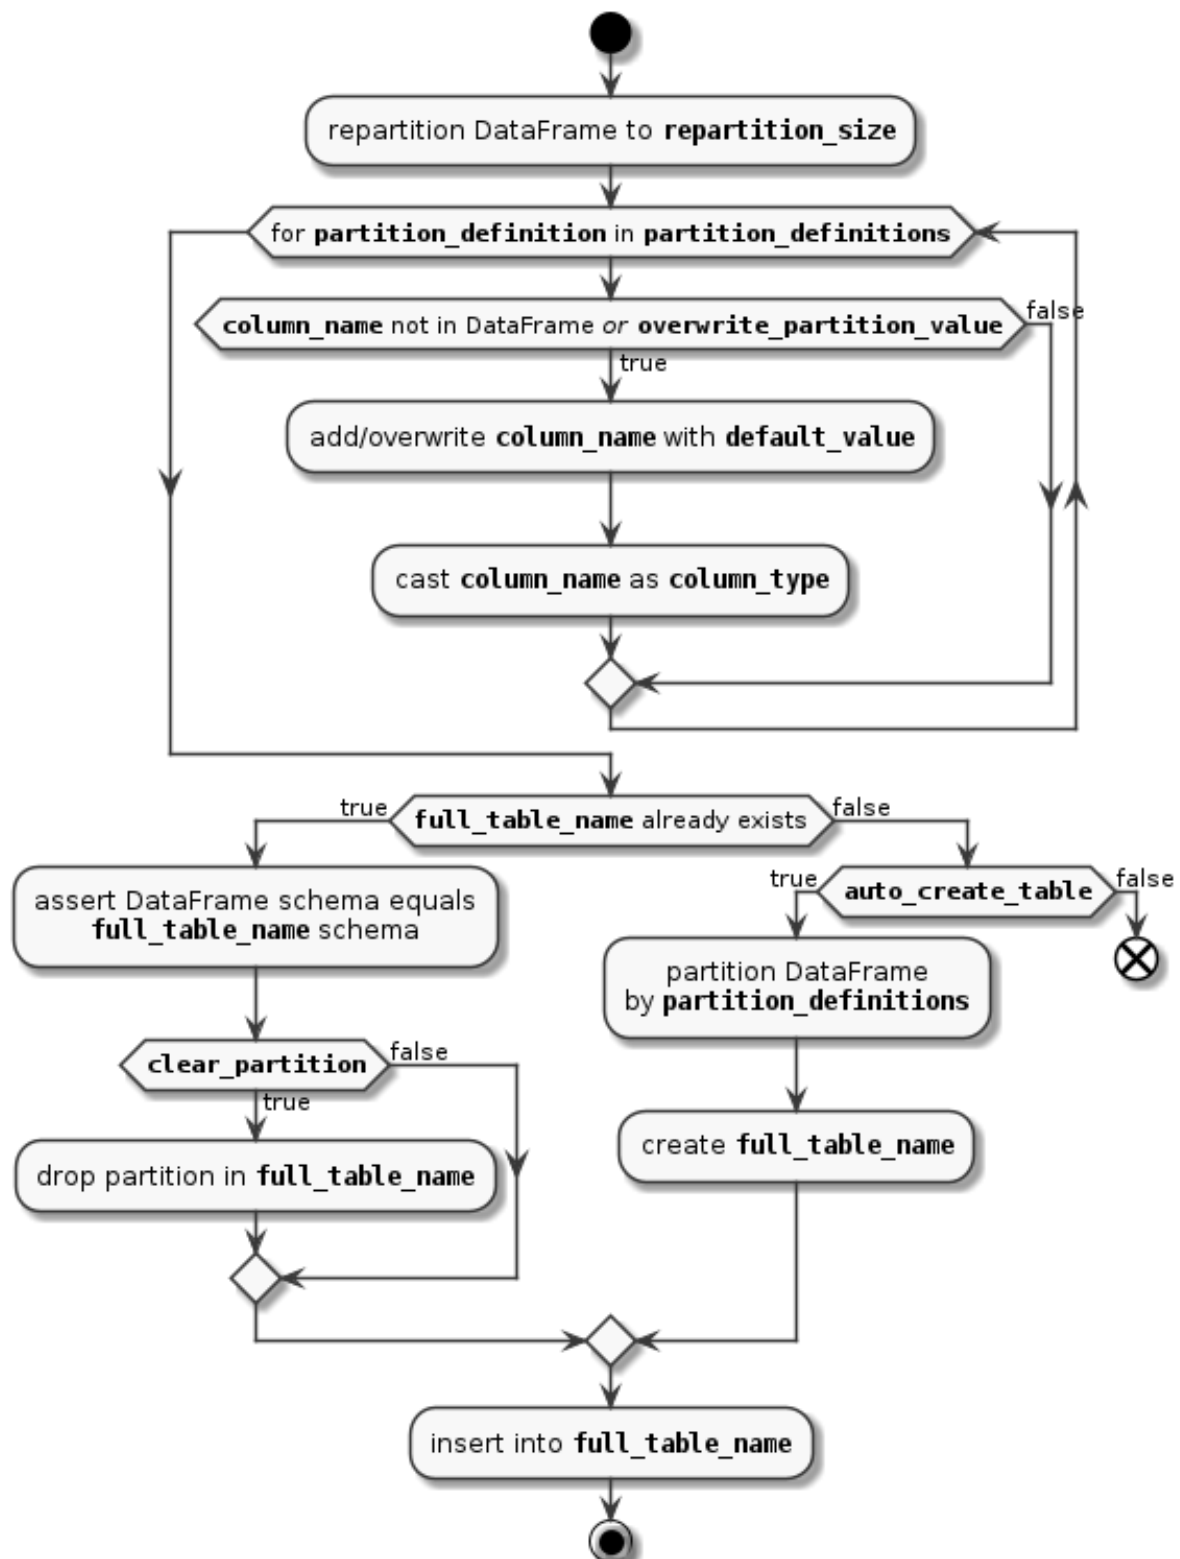 repartition DataFrame to repartition_size
for partition_definition in partition_definitions
column_name not in DataFrame or overwrite_partition_value
false
true
add/overwrite column_name with default_value
cast column_name as column_type
true
full_table_name already exists
false
assert DataFrame schema equals
full_table_name schema
true
auto_create_table
false
partition DataFrame
by partition_definitions
clear_partition
false
true
create full_table_name
drop partition in full_table_name
insert into full_table_name